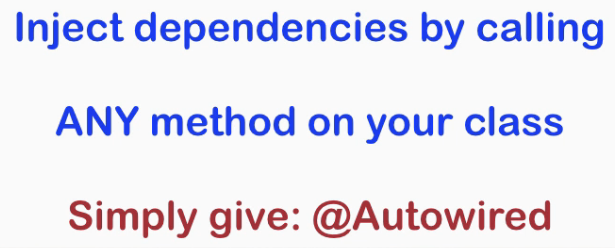 Inject dependencies by calling
ANY method on your class
Simply give: @Autowired